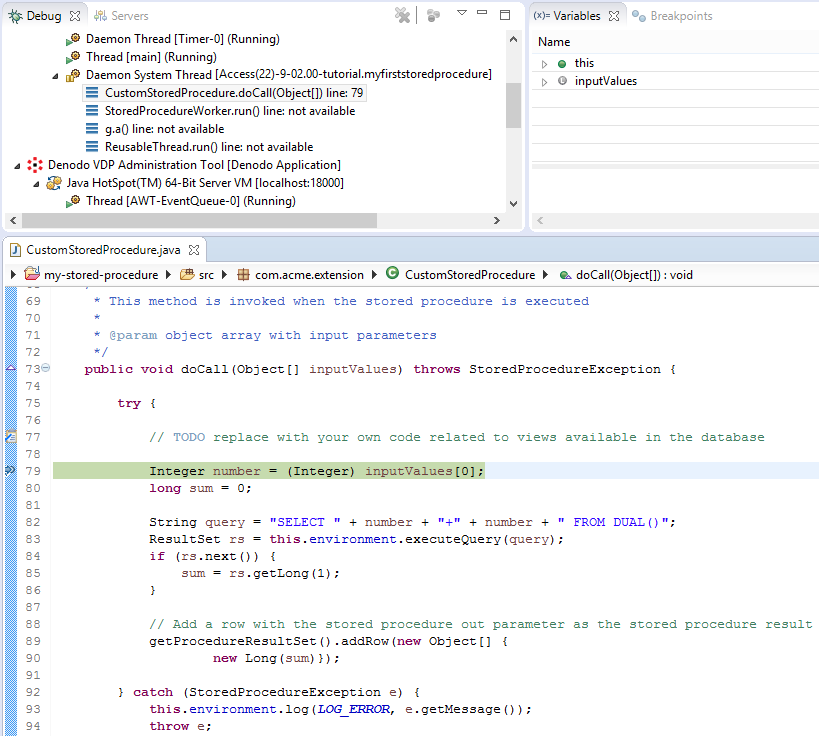 Debug
Servers
Daemon Thread [Timer-0] (Running)
Thread [main] (Running)
Daemon System Thread [Access(22)-9-02.00-tutorial.myfirststoredprocedure]
CustomStoredProcedure.doCall(Object[]) line: 79
StoredProcedureWorker.run() line: not available
g.a() line: not available
ReusableThread.run() line: not available
Denodo VDP Administration Tool [Denodo Application]
Java HotSpot(TM) 64-Bit Server VM [localhost:18000]
Thread [AWT-EventQueue-0] (Running)
(x)= Variables
Breakpoints
Name
this
inputValues
CustomStoredProcedure.java
my-stored-procedure src com.acme.extension CustomStoredProcedure doCall(Object[]) : void
69 * This method is invoked when the stored procedure is executed
70 *
71 * @param object array with input parameters
72 */
73 public void doCall(Object[] inputValues) throws StoredProcedureException {
74
75 try {
76
77 // TODO replace with your own code related to views available in the database
78
79 Integer number = (Integer) inputValues[0];
80 long sum = 0;
81
82 String query = "SELECT " + number + "+" + number + " FROM DUAL()";
83 ResultSet rs = this.environment.executeQuery(query);
84 if (rs.next()) {
85 sum = rs.getLong(1);
86 }
87
88 // Add a row with the stored procedure out parameter as the stored procedure result
89 getProcedureResultSet().addRow(new Object[] {
90 new Long(sum)});
91
92 } catch (StoredProcedureException e) {
93 this.environment.log(LOG_ERROR, e.getMessage());
94 throw e;